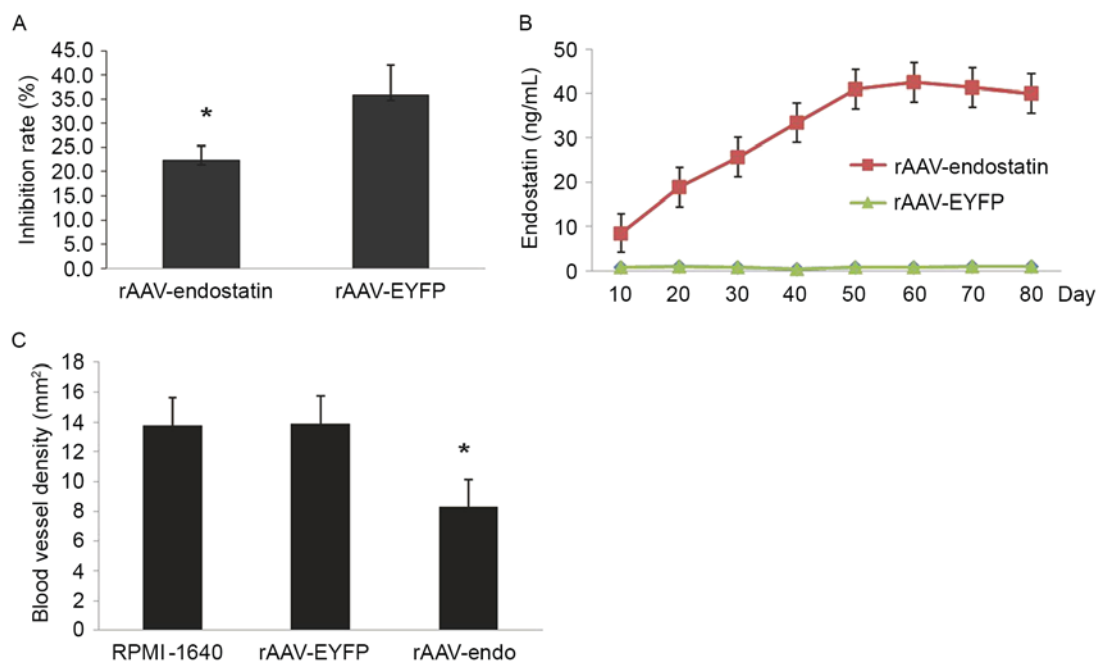 A
Inhibition rate (%)
45.0
40.0
35.0
30.0
25.0
20.0
15.0
10.0
5.0
0.0
*
rAAV-endostatin
rAAV-EYFP
B
Endostatin (ng/mL)
50
40
30
20
10
0
rAAV-endostatin
rAAV-EYFP
10 20 30 40 50 60 70 80 Day
C
Blood vessel density (mm²)
18
16
14
12
10
8
6
4
2
0
*
RPMI-1640
rAAV-EYFP
rAAV-endo